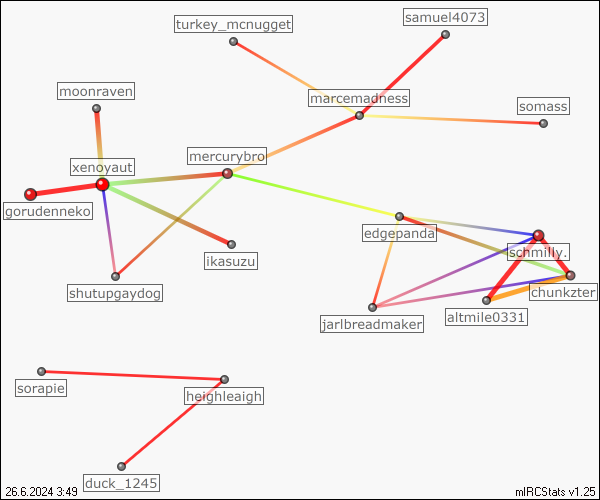 samuel4073
turkey_mcnugget
moonraven
marcemadness
somass
mercurybro
xenoyaut
gorudenneko
edgepanda
schmilly.
ikasuzu
shutupgaydog
chunkzter
altmile0331
jarlbreadmaker
sorapie
heighleaigh
duck_1245
26.6.2024 3:49
mIRCStats v1.25